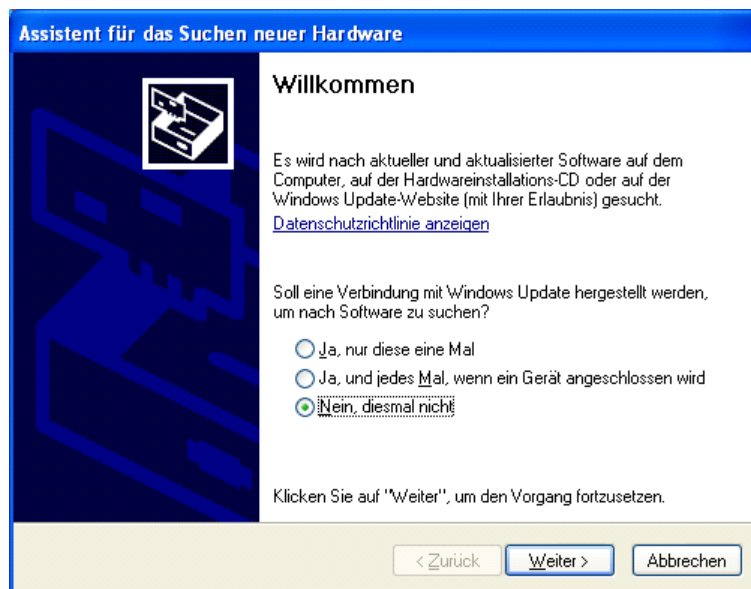 Assistent für das Suchen neuer Hardware
Willkommen
Es wird nach aktueller und aktualisierter Software auf dem
Computer, auf der Hardwareinstallations-CD oder auf der
Windows Update-Website (mit Ihrer Erlaubnis) gesucht.
Datenschutzrichtlinie anzeigen
Soll eine Verbindung mit Windows Update hergestellt werden,
um nach Software zu suchen?
Ja, nur diese eine Mal
Ja, und jedes Mal, wenn ein Gerät angeschlossen wird
Nein, diesmal nicht
Klicken Sie auf "Weiter", um den Vorgang fortzusetzen.
< Zurück Weiter > Abbrechen